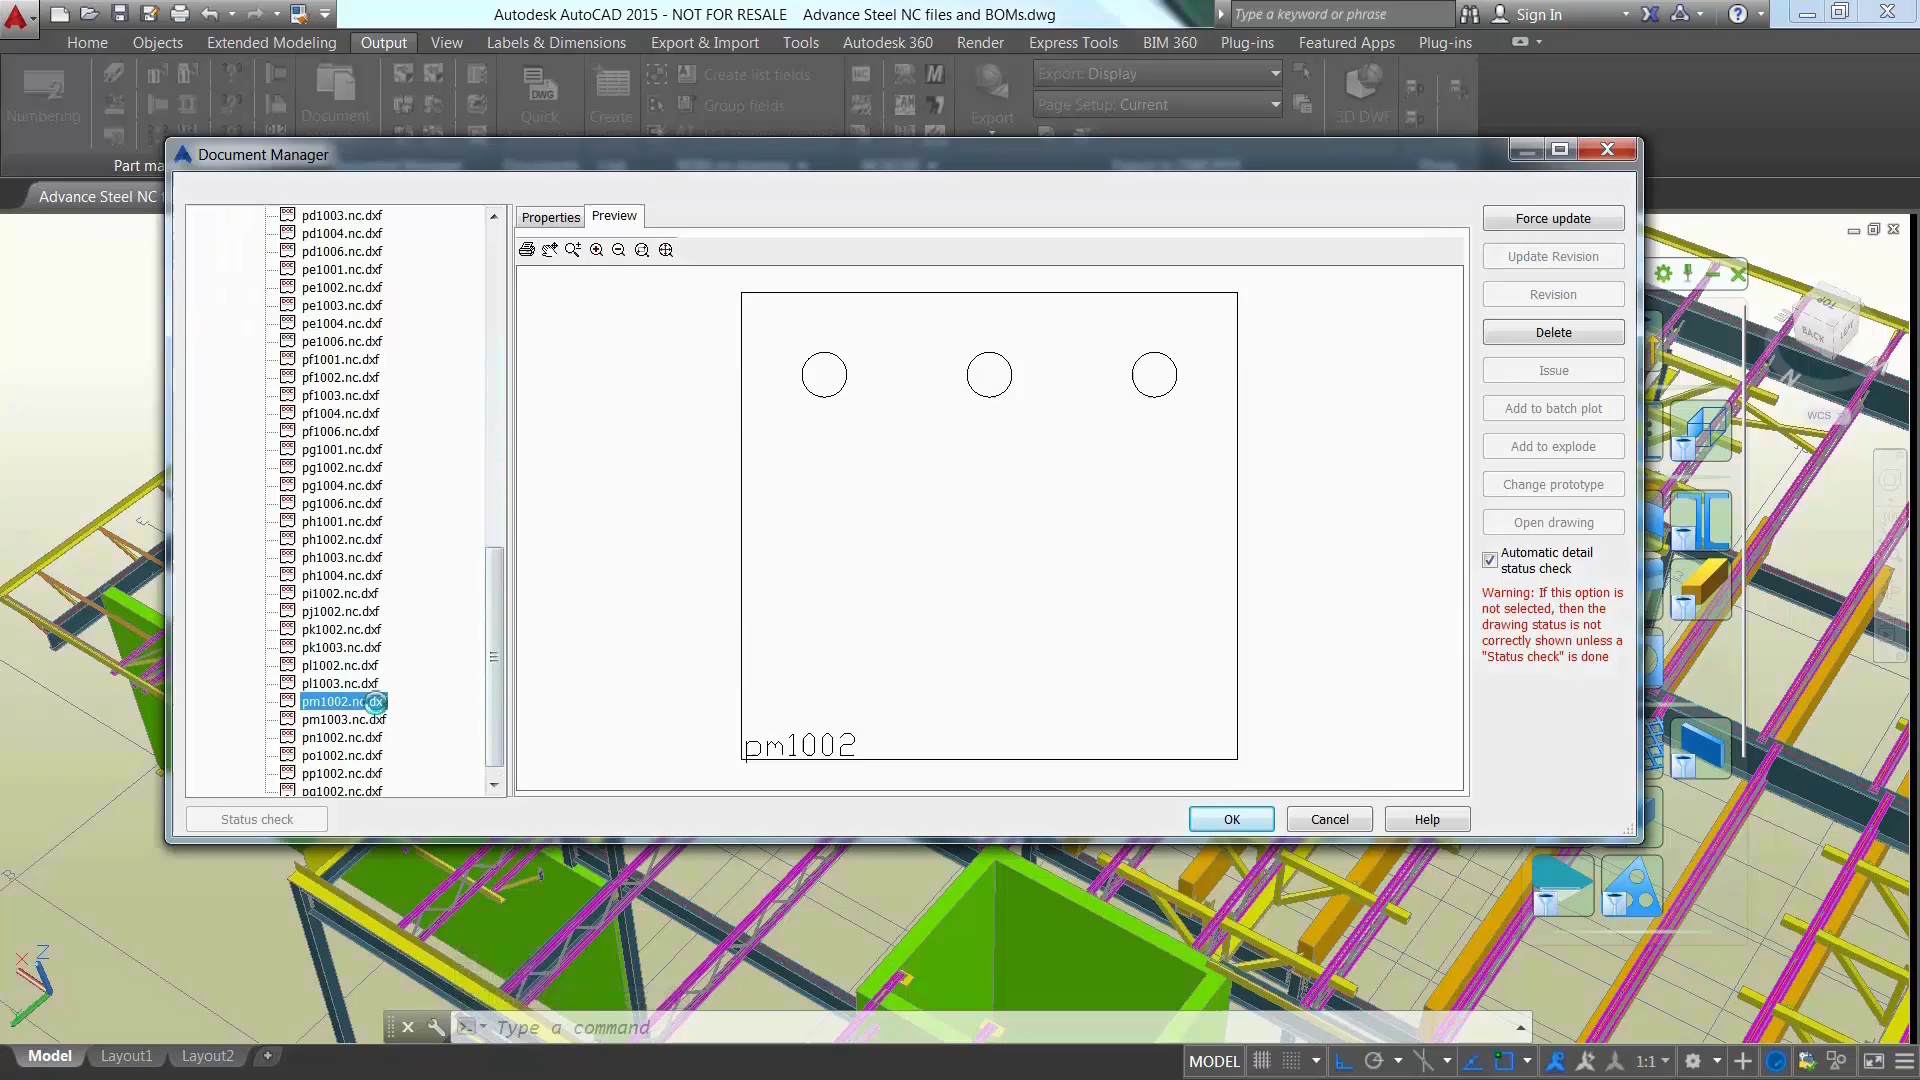 Autodesk AutoCAD 2015 - NOT FOR RESALE    Advance Steel NC files and BOMs.dwg
Type a keyword or phrase
Sign In
Home
Objects
Extended Modeling
Output
View
Labels & Dimensions
Export & Import
Tools
Autodesk 360
Render
Express Tools
BIM 360
Plug-ins
Featured Apps
Plug-ins
Numbering
Document
DWG
Quick
Create
Create list fields
Group fields
NC
M
Export
Export: Display
Page Setup: Current
3D DWF
Part ma
Advance Steel NC f
Document Manager
pd1003.nc.dxf
pd1004.nc.dxf
pd1006.nc.dxf
pe1001.nc.dxf
pe1002.nc.dxf
pe1003.nc.dxf
pe1004.nc.dxf
pe1006.nc.dxf
pf1001.nc.dxf
pf1002.nc.dxf
pf1003.nc.dxf
pf1004.nc.dxf
pf1006.nc.dxf
pg1001.nc.dxf
pg1002.nc.dxf
pg1004.nc.dxf
pg1006.nc.dxf
ph1001.nc.dxf
ph1002.nc.dxf
ph1003.nc.dxf
ph1004.nc.dxf
pi1002.nc.dxf
pj1002.nc.dxf
pk1002.nc.dxf
pk1003.nc.dxf
pl1002.nc.dxf
pl1003.nc.dxf
pm1002.nc.dx
pm1003.nc.dxf
pn1002.nc.dxf
po1002.nc.dxf
pp1002.nc.dxf
pq1002.nc.dxf
Status check
Properties
Preview
pm1002
OK
Cancel
Help
Force update
Update Revision
Revision
Delete
Issue
Add to batch plot
Add to explode
Change prototype
Open drawing
Automatic detail
status check
Warning: If this option is
not selected, then the
drawing status is not
correctly shown unless a
"Status check" is done
TOP
BACK
N
WCS
X
Z
Type a command
Model
Layout1
Layout2
MODEL
1:1